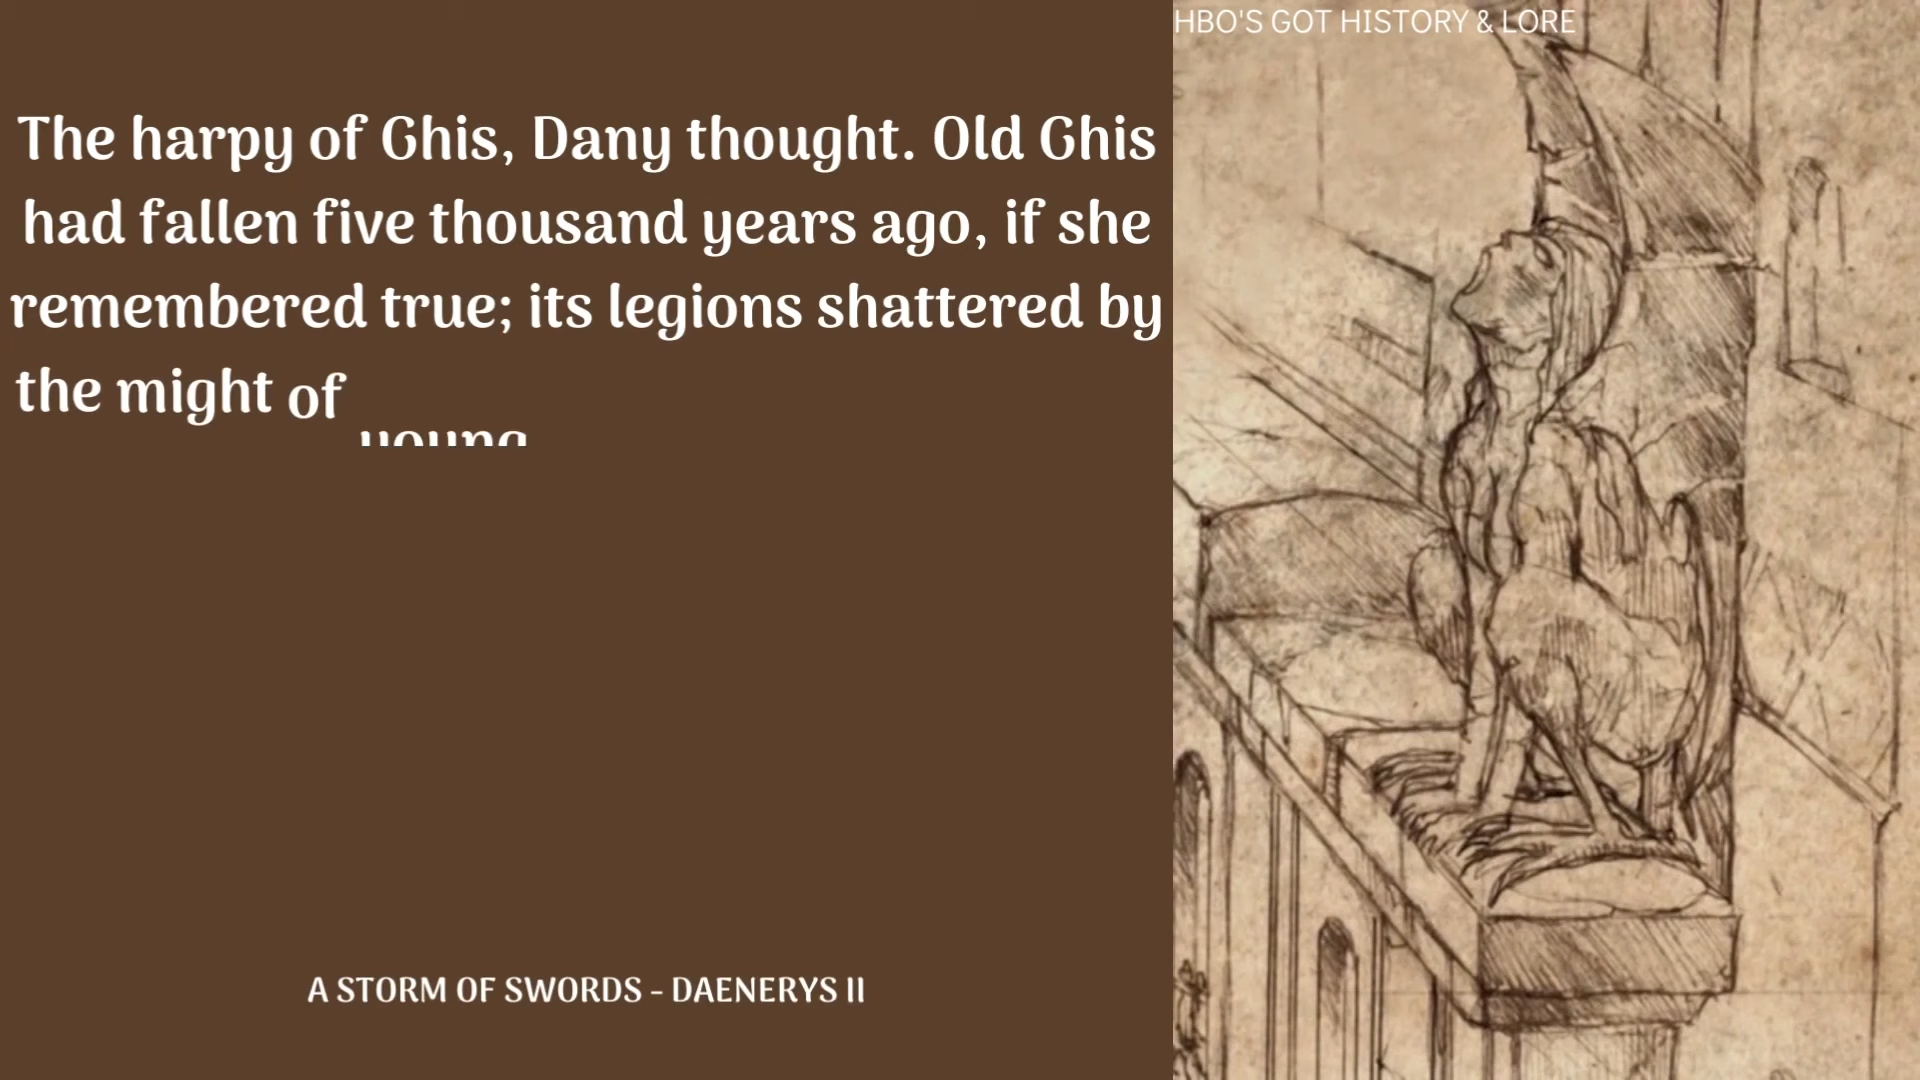 HBO'S GOT HISTORY & LORE
The harpy of Ghis, Dany thought. Old Ghis
had fallen five thousand years ago, if she
remembered true; its legions shattered by
the might of
A STORM OF SWORDS - DAENERYS II